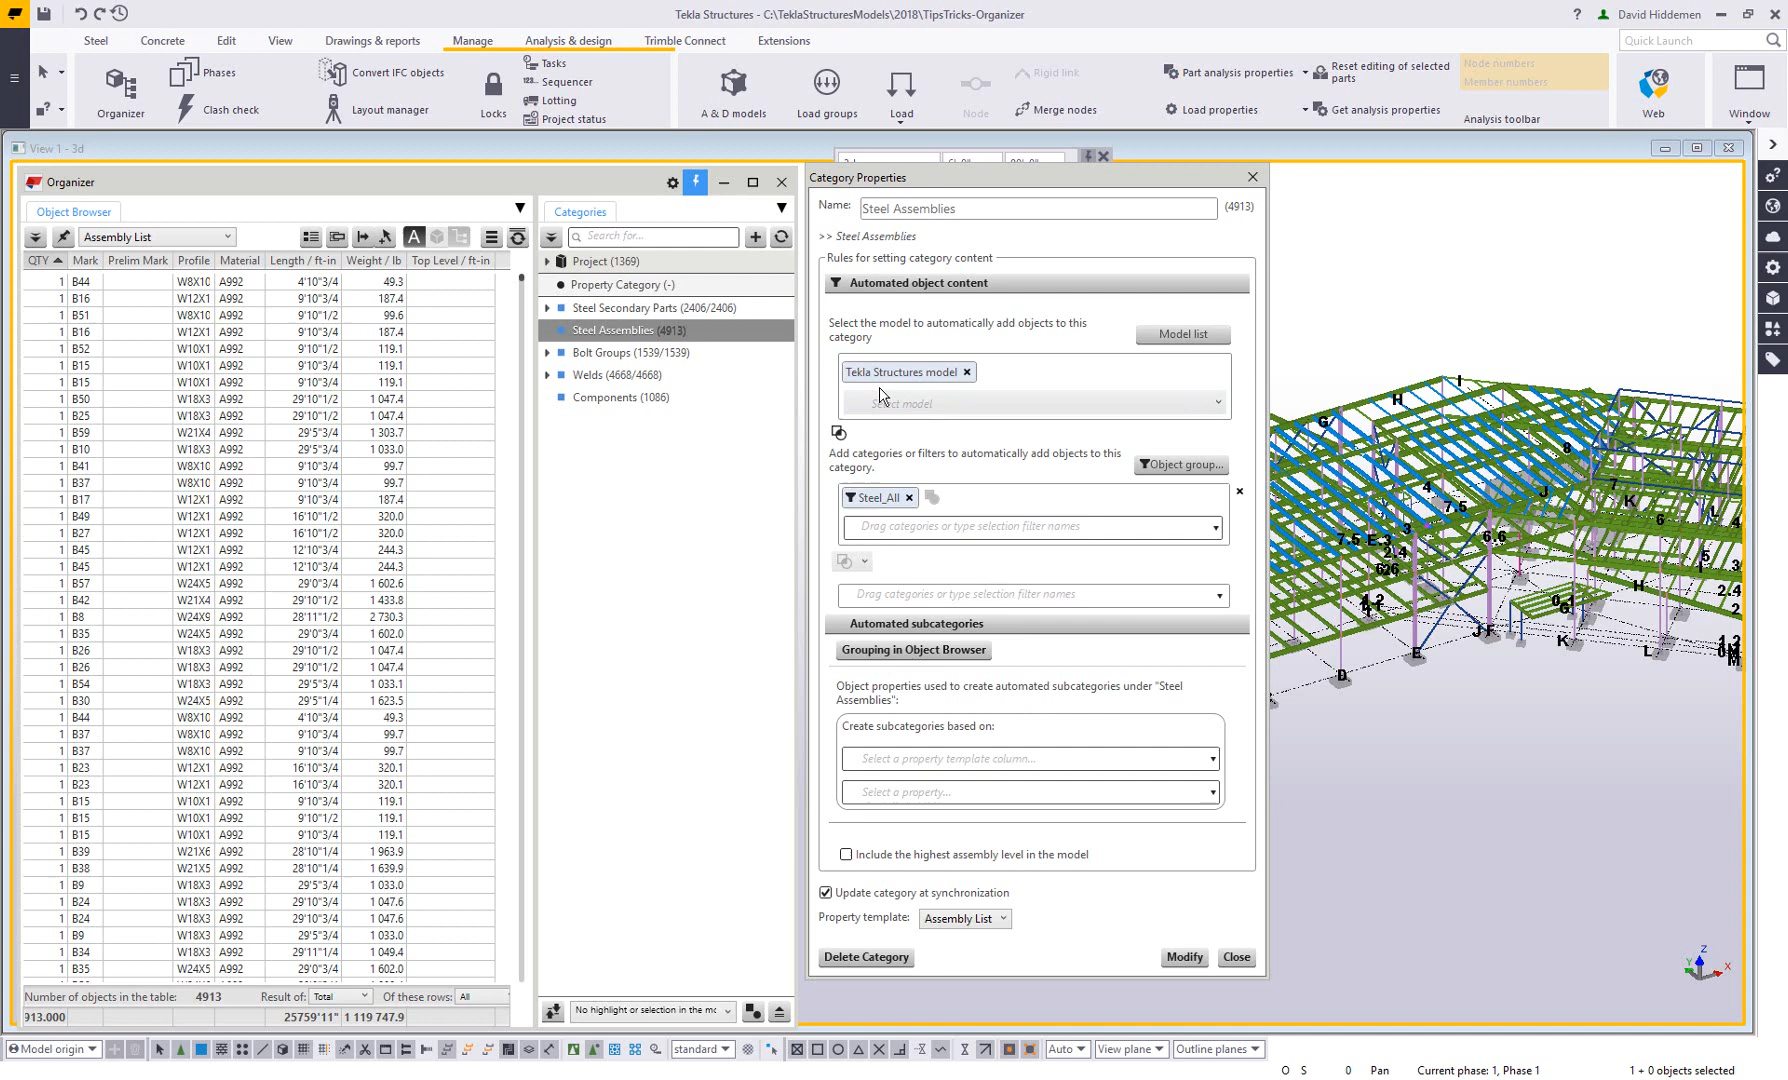 Tekla Structures - C:\TeklaStructuresModels\2018\TipsTricks-Organizer
? David Hiddemen
Steel Concrete Edit View Drawings & reports Manage Analysis & design Trimble Connect Extensions
Quick Launch
Organizer
Phases
Clash check
Convert IFC objects
Layout manager
Locks
Tasks
Sequencer
Lotting
Project status
A & D models
Load groups
Load
Node
Rigid link
Merge nodes
Part analysis properties
Load properties
Reset editing of selected parts
Get analysis properties
Node numbers
Member numbers
Analysis toolbar
Web
Window
View 1 - 3d
Organizer
Object Browser
Assembly List
QTY Mark Prelim Mark Profile Material Length / ft-in Weight / lb Top Level / ft-in
1 B44 W8X10 A992 4'10"3/4 49.3
1 B16 W12X1 A992 9'10"3/4 187.4
1 B51 W8X10 A992 9'10"1/2 99.6
1 B16 W12X1 A992 9'10"3/4 187.4
1 B52 W10X1 A992 9'10"1/2 119.1
1 B15 W10X1 A992 9'10"3/4 119.1
1 B15 W10X1 A992 9'10"3/4 119.1
1 B50 W18X3 A992 29'10"1/2 1 047.4
1 B25 W18X3 A992 29'10"1/2 1 047.4
1 B59 W21X4 A992 29'5"3/4 1 303.7
1 B10 W18X3 A992 29'5"3/4 1 033.0
1 B41 W8X10 A992 9'10"3/4 99.7
1 B37 W8X10 A992 9'10"3/4 99.7
1 B17 W12X1 A992 9'10"3/4 187.4
1 B49 W12X1 A992 16'10"1/2 320.0
1 B27 W12X1 A992 16'10"1/2 320.0
1 B45 W12X1 A992 12'10"3/4 244.3
1 B45 W12X1 A992 12'10"3/4 244.3
1 B57 W24X5 A992 29'0"3/4 1 602.6
1 B42 W21X4 A992 29'10"1/2 1 433.8
1 B8 W24X9 A992 28'11"1/2 2 730.3
1 B35 W24X5 A992 29'0"3/4 1 602.0
1 B26 W18X3 A992 29'10"1/2 1 047.4
1 B26 W18X3 A992 29'10"1/2 1 047.4
1 B54 W18X3 A992 29'5"3/4 1 033.1
1 B30 W24X5 A992 29'5"1/4 1 623.5
1 B44 W8X10 A992 4'10"3/4 49.3
1 B37 W8X10 A992 9'10"3/4 99.7
1 B37 W8X10 A992 9'10"3/4 99.7
1 B23 W12X1 A992 16'10"3/4 320.1
1 B23 W12X1 A992 16'10"3/4 320.1
1 B15 W10X1 A992 9'10"3/4 119.1
1 B15 W10X1 A992 9'10"1/2 119.1
1 B15 W10X1 A992 9'10"3/4 119.1
1 B39 W21X6 A992 28'10"1/4 1 963.9
1 B38 W21X5 A992 28'10"1/4 1 639.9
1 B9 W18X3 A992 29'5"3/4 1 033.0
1 B24 W18X3 A992 29'10"3/4 1 047.6
1 B24 W18X3 A992 29'10"3/4 1 047.6
1 B9 W18X3 A992 29'5"3/4 1 033.0
1 B34 W18X3 A992 29'11"1/4 1 049.4
1 B35 W24X5 A992 29'0"3/4 1 602.0
Number of objects in the table: 4913 Result of: Total Of these rows: All
913.000 25759'11" 1 119 747.9
Categories
Search for...
Project (1369)
Property Category (-)
Steel Secondary Parts (2406/2406)
Steel Assemblies (4913)
Bolt Groups (1539/1539)
Welds (4668/4668)
Components (1086)
No highlight or selection in the mc
Category Properties
Name: Steel Assemblies (4913)
>> Steel Assemblies
Rules for setting category content
Automated object content
Select the model to automatically add objects to this
category
Model list
Tekla Structures model
Select model
Add categories or filters to automatically add objects to this
category.
Object group...
Steel_All
Drag categories or type selection filter names
Drag categories or type selection filter names
Automated subcategories
Grouping in Object Browser
Object properties used to create automated subcategories under "Steel
Assemblies":
Create subcategories based on:
Select a property template column...
Select a property...
Include the highest assembly level in the model
Update category at synchronization
Property template: Assembly List
Delete Category Modify Close
I
H
G
8
4
7
J
K
7.5
3
L
6
4
7.5 E.3
2.4
6.6
5
3
H
2.4
2
G
J F
K
L
E
D
M
Z
Y
X
Model origin
standard
Auto
View plane
Outline planes
O S 0 Pan Current phase: 1, Phase 1 1 + 0 objects selected